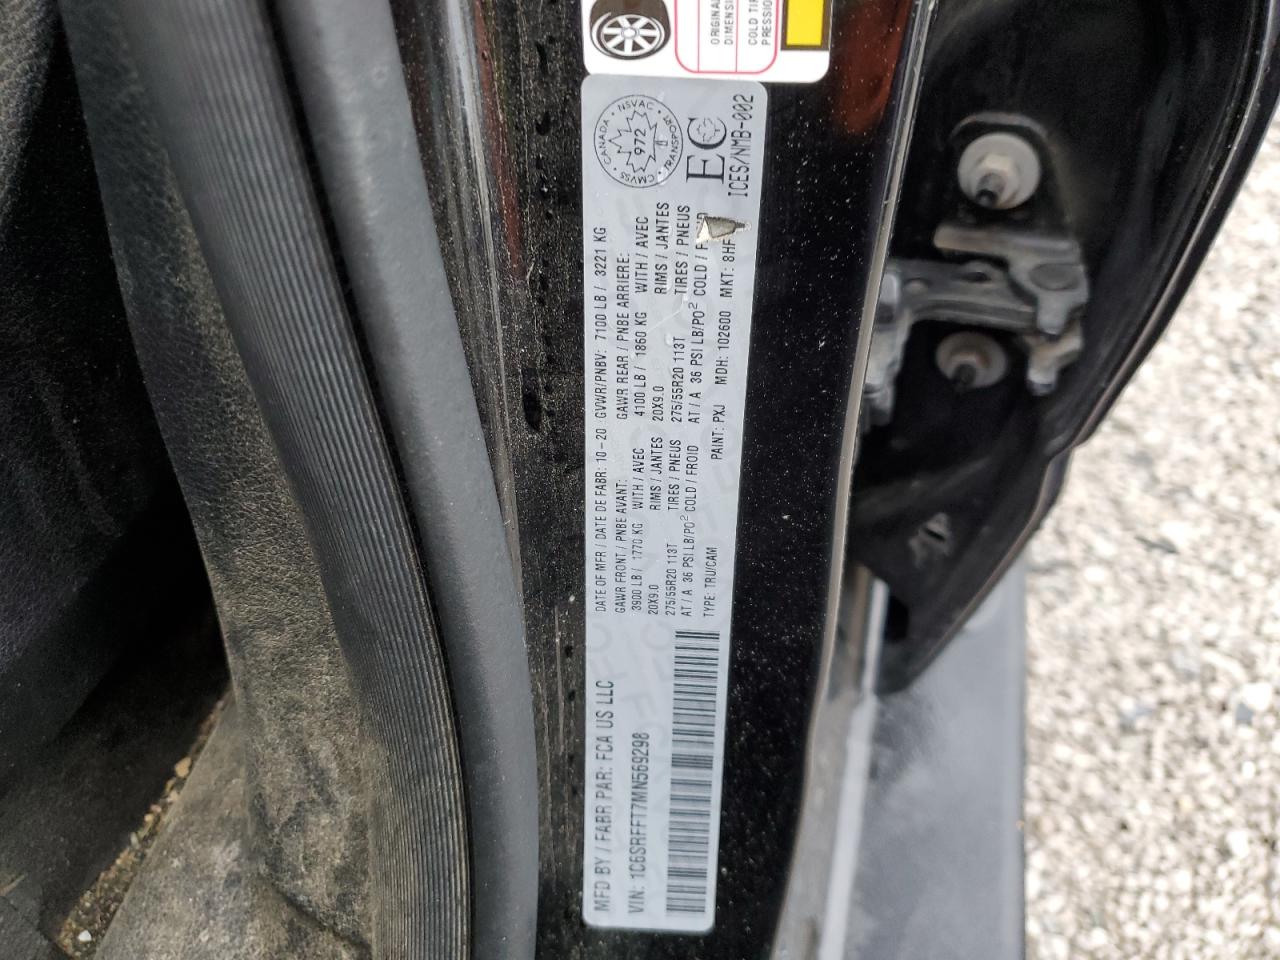 MFD BY / FABR PAR: FCA US LLC
VIN: 1C6SRFFT7MN569298
DATE OF MFR / DATE DE FABR: 10-20 GVWR/PNBV: 7100 LB / 3221 KG
GAWR FRONT / PNBE AVANT: GAWR REAR / PNBE ARRIERE:
3900 LB / 1770 KG WITH / AVEC 4100 LB / 1860 KG WITH / AVEC
20X9.0 RIMS / JANTES 20X9.0 RIMS / JANTES
275/55R20 113T TIRES / PNEUS 275/55R20 113T TIRES / PNEUS
AT / A 36 PSI LB/PO² COLD / FROID AT / A 36 PSI LB/PO² COLD /
TYPE: TRU/CAM PAINT: PXJ MDH: 102600 MKT:
CANADA • NSVAC • TRANSPORT • CMVSS •
972
EC
ICES/NMB-002
ORIGINA
DIMENSI
COLD TI
PRESSIO